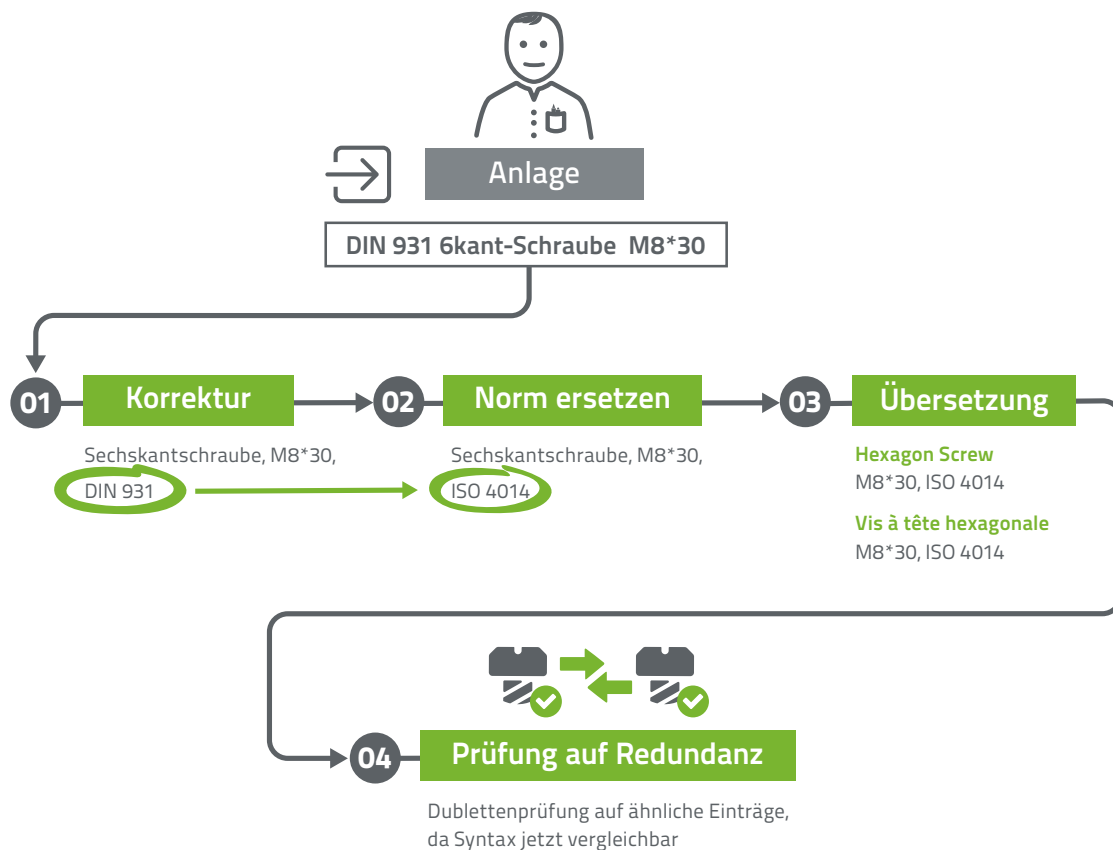 Anlage
DIN 931 6kant-Schraube M8*30
01
Korrektur
Sechskantschraube, M8*30,
DIN 931
02
Norm ersetzen
Sechskantschraube, M8*30,
ISO 4014
03
Übersetzung
Hexagon Screw
M8*30, ISO 4014
Vis à tête hexagonale
M8*30, ISO 4014
04
Prüfung auf Redundanz
Dublettenprüfung auf ähnliche Einträge,
da Syntax jetzt vergleichbar